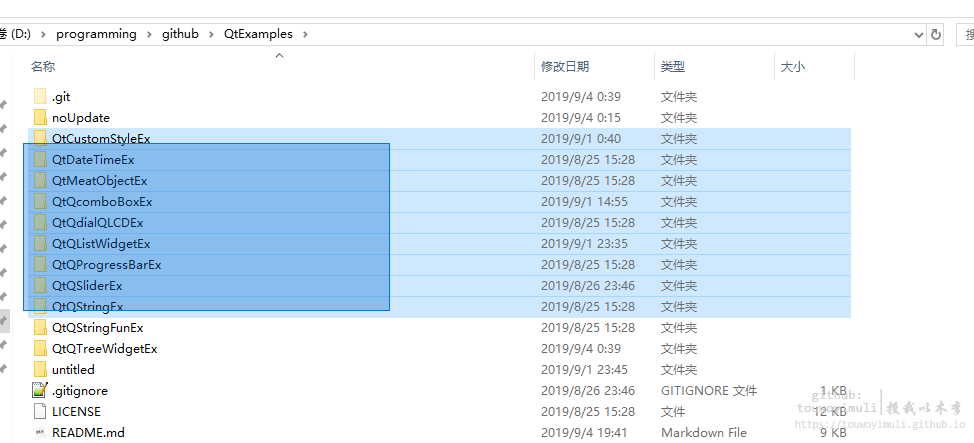 卷 (D:) › programming › github › QtExamples ›
名称 修改日期 类型 大小
.git 2019/9/4 0:39 文件夹
noUpdate 2019/9/4 0:15 文件夹
QtCustomStyleEx 2019/9/1 0:40 文件夹
QtDateTimeEx 2019/8/25 15:28 文件夹
QtMeatObjectEx 2019/8/25 15:28 文件夹
QtQcomboBoxEx 2019/9/1 14:55 文件夹
QtQdialQLCDEx 2019/8/25 15:28 文件夹
QtQListWidgetEx 2019/9/1 23:35 文件夹
QtQProgressBarEx 2019/8/25 15:28 文件夹
QtQSliderEx 2019/8/26 23:46 文件夹
QtQStringEx 2019/8/25 15:28 文件夹
QtQStringFunEx 2019/8/25 15:28 文件夹
QtQTreeWidgetEx 2019/9/4 0:39 文件夹
untitled 2019/9/1 23:45 文件夹
.gitignore 2019/8/26 23:46 GITIGNORE 文件 1 KB
LICENSE 2019/8/25 15:28 文件 12 KB
README.md 2019/9/4 19:41 Markdown File 9 KB
github:
touwoyimuli 投我以木李
https://touwoyimuli.github.io